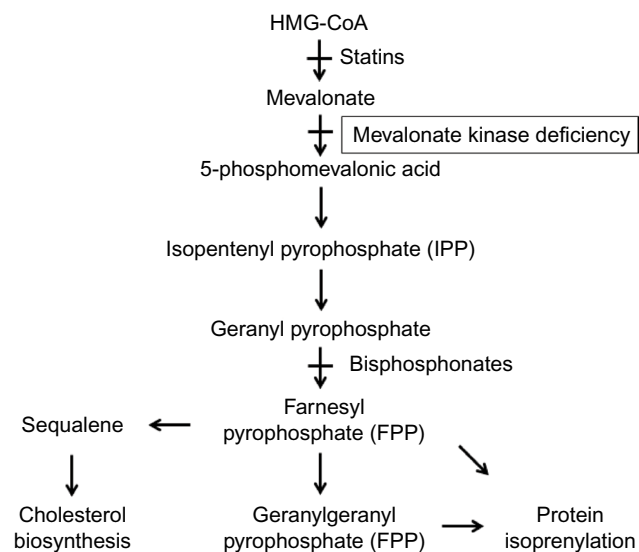 HMG-CoA
Statins
Mevalonate
Mevalonate kinase deficiency
5-phosphomevalonic acid
Isopentenyl pyrophosphate (IPP)
Geranyl pyrophosphate
Bisphosphonates
Sequalene
Farnesyl
pyrophosphate (FPP)
Cholesterol
biosynthesis
Geranylgeranyl
pyrophosphate (FPP)
Protein
isoprenylation